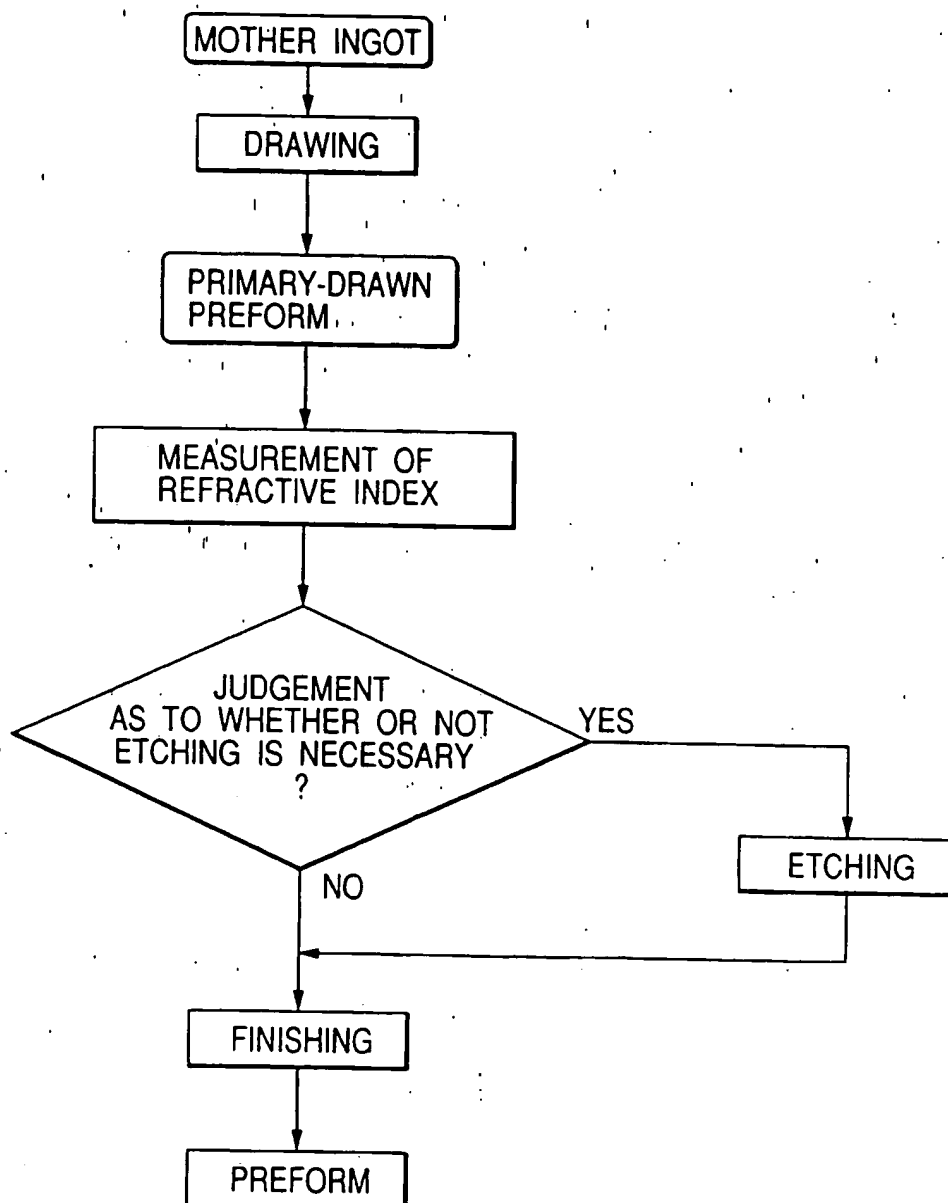 MOTHER INGOT
DRAWING
PRIMARY-DRAWN
PREFORM
MEASUREMENT OF
REFRACTIVE INDEX
JUDGEMENT
AS TO WHETHER OR NOT
ETCHING IS NECESSARY
?
YES
ETCHING
NO
FINISHING
PREFORM